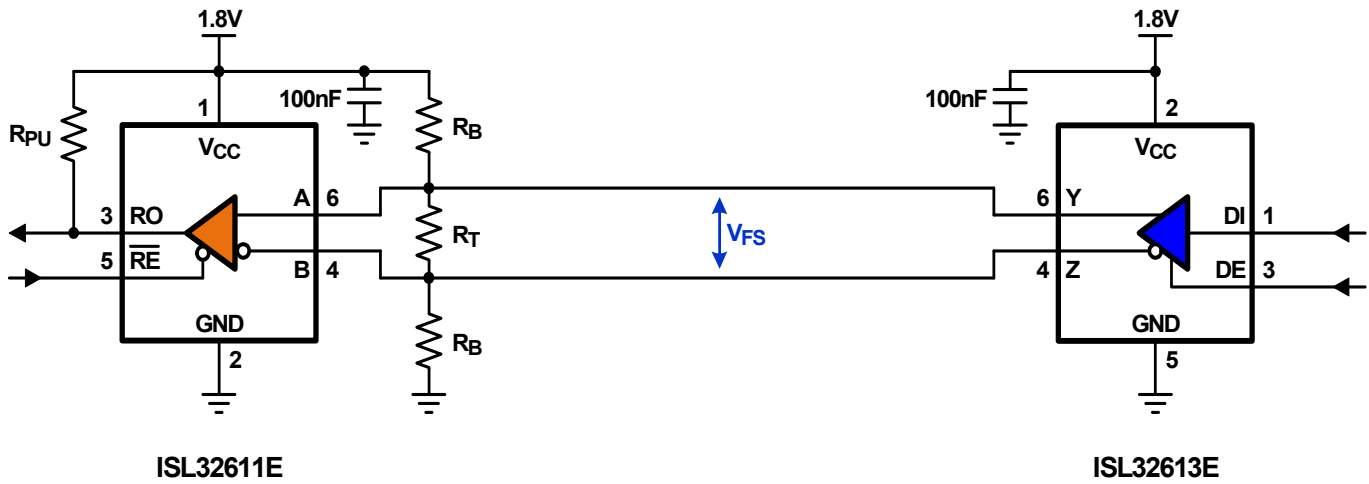 1.8V
1.8V
100nF
100nF
1
2
RPU
RB
VCC
VCC
A 6
6 Y
3 RO
RT
VFS
DI 1
5 RE
B 4
4 Z
DE 3
GND
GND
RB
2
5
ISL32611E
ISL32613E